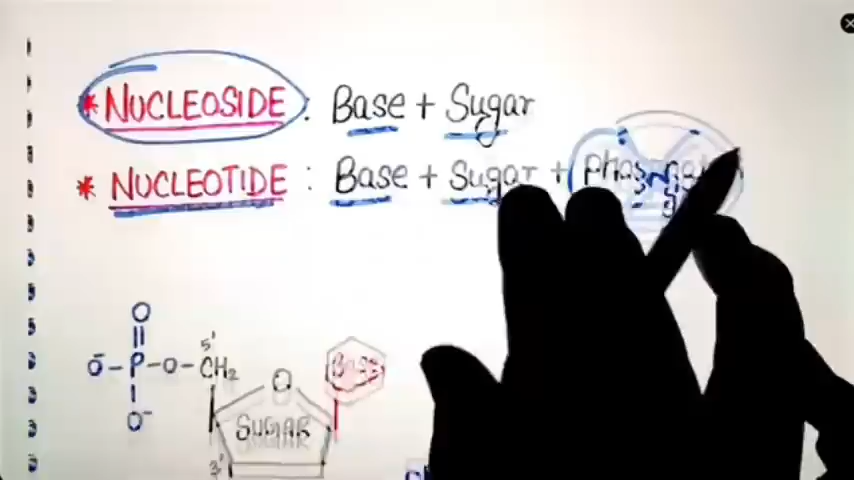 * NUCLEOSIDE : Base + Sugar
* NUCLEOTIDE : Base + Sugar +
O
O⁻ – P – O – CH₂ 5' Base
O⁻
O
SUGAR
3'